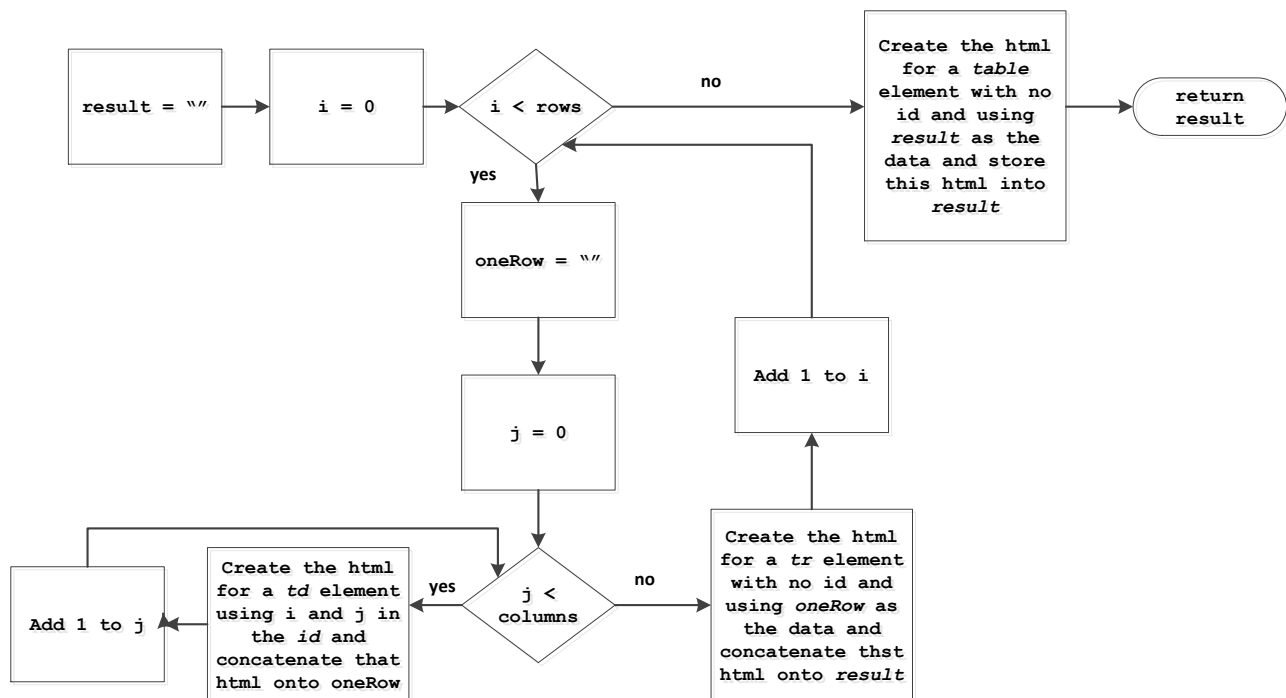 result = “”
i = 0
i < rows
no
Create the html
for a table
element with no
id and using
result as the
data and store
this html into
result
return
result
yes
oneRow = “”
Add 1 to i
j = 0
Add 1 to j
Create the html
for a td element
using i and j in
the id and
concatenate that
html onto oneRow
yes
j <
columns
no
Create the html
for a tr element
with no id and
using oneRow as
the data and
concatenate thst
html onto result